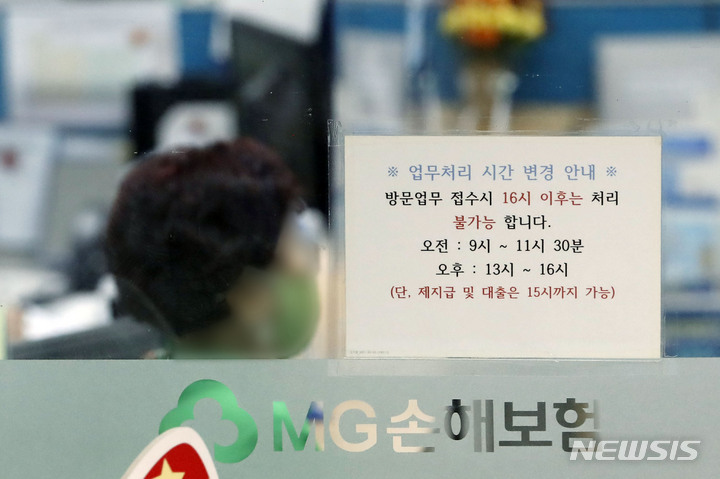 ※ 업무처리 시간 변경 안내 ※
방문업무 접수시 16시 이후는 처리
불가능 합니다.
오전 : 9시 ~ 11시 30분
오후 : 13시 ~ 16시
(단, 제지급 및 대출은 15시까지 가능)
MG손해보험
NEWSIS